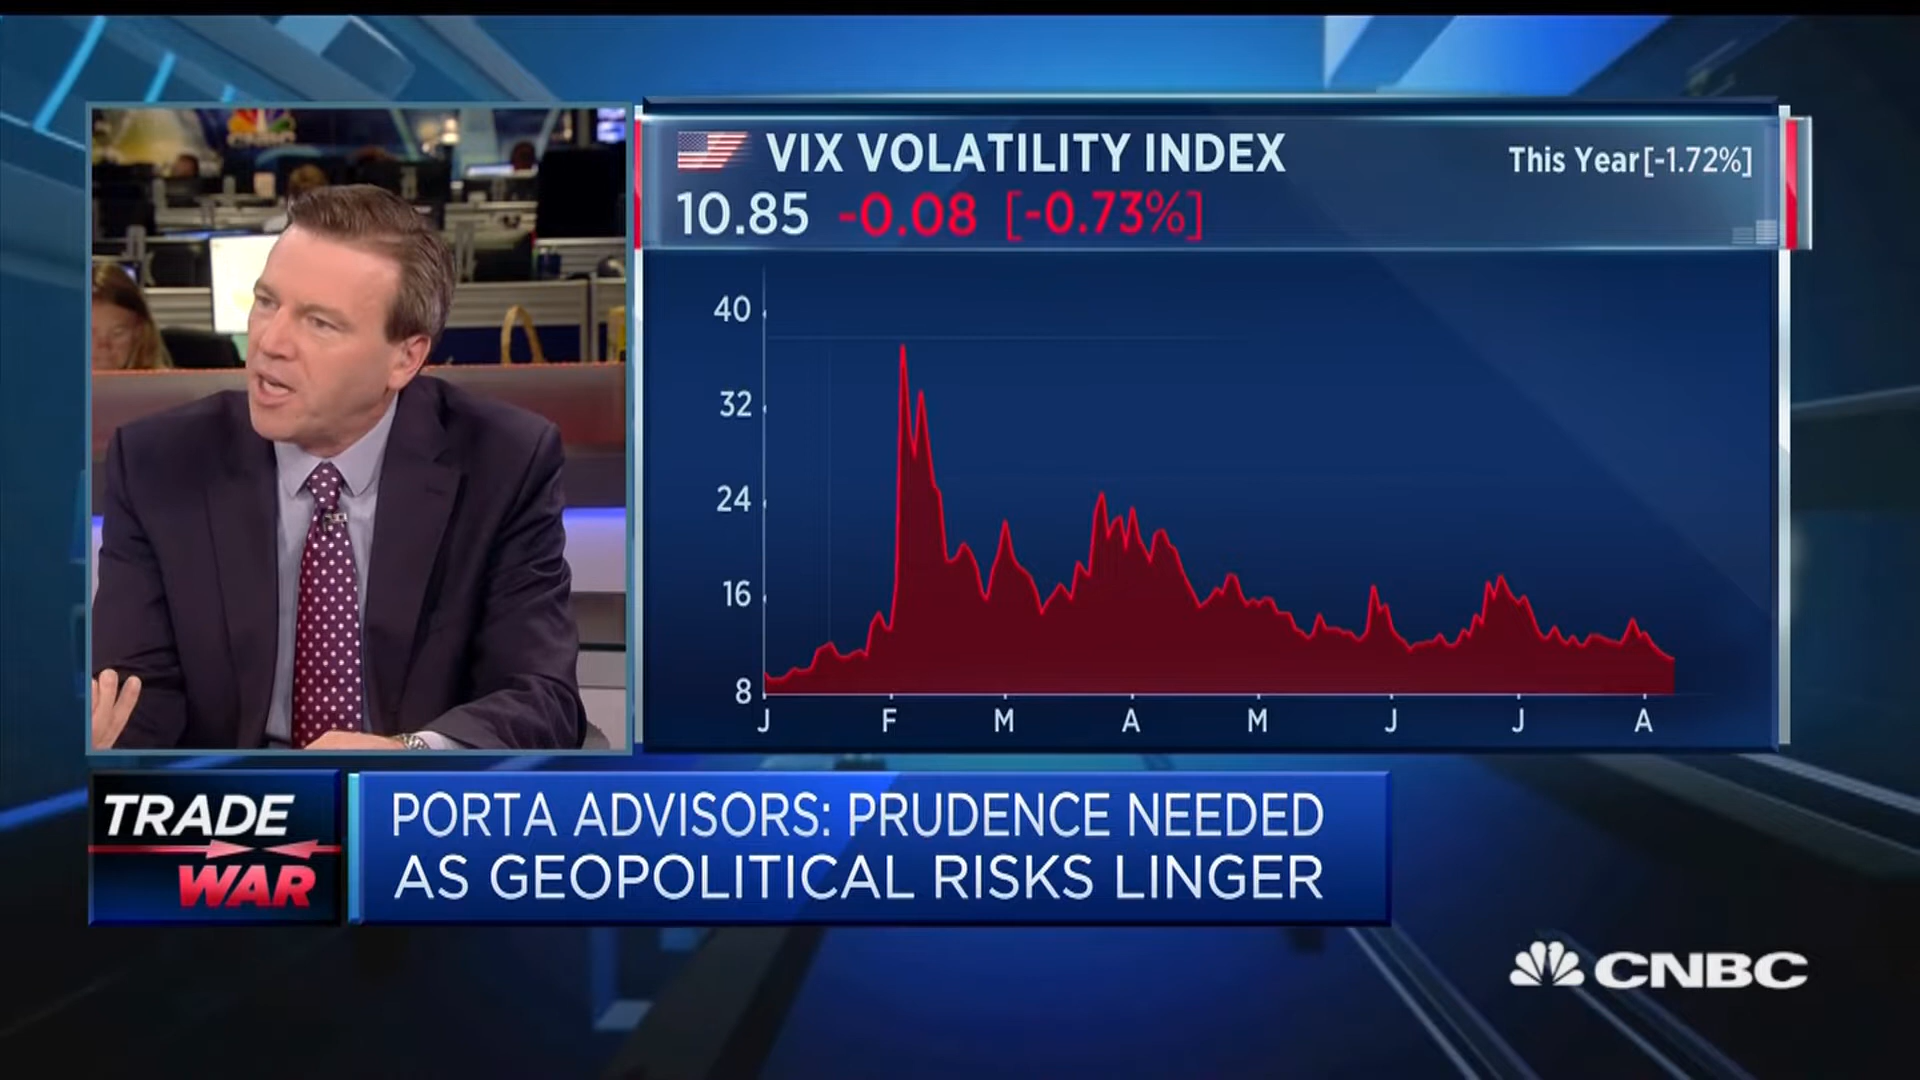 VIX VOLATILITY INDEX
This Year[-1.72%]
10.85 -0.08 [-0.73%]
40
32
24
16
8
J F M A M J J A
TRADE
WAR
PORTA ADVISORS: PRUDENCE NEEDED
AS GEOPOLITICAL RISKS LINGER
CNBC